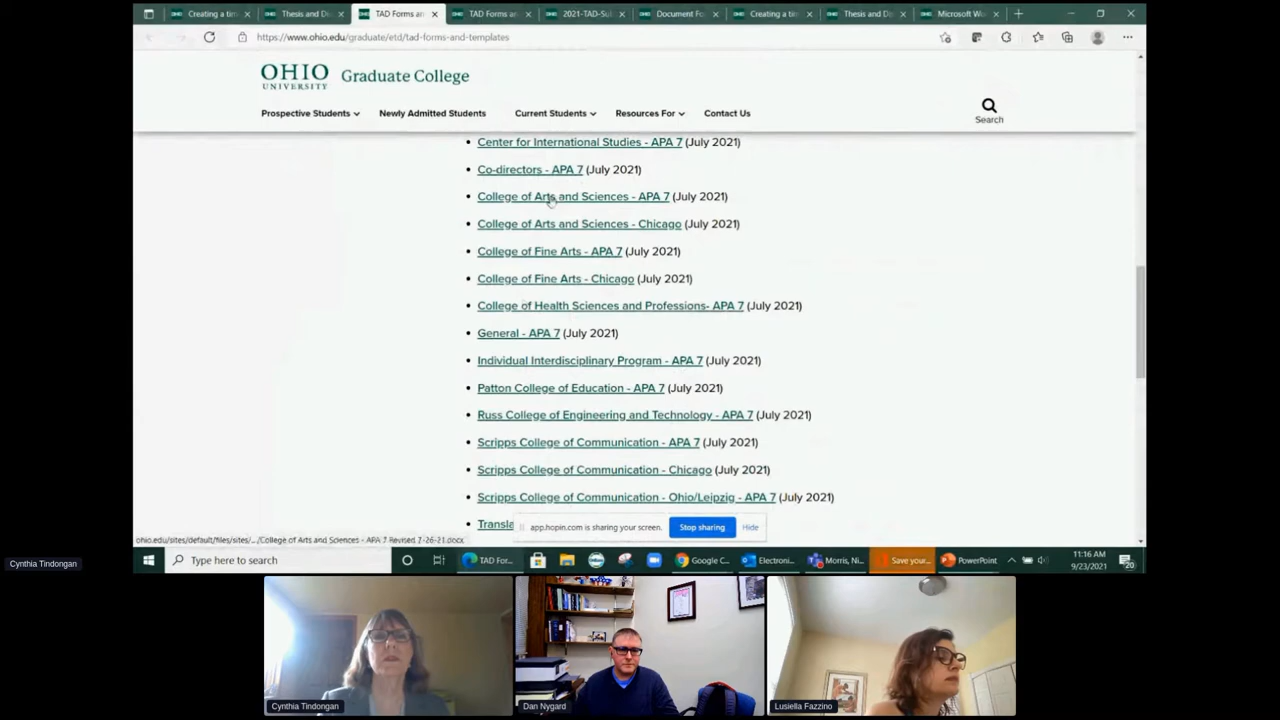 Creating a tim
Thesis and Di
TAD Forms an
TAD Forms an
2021-TAD-Sul
Document Fo
Creating a tim
Thesis and De
Microsoft Wo
https://www.ohio.edu/graduate/etd/tad-forms-and-templates
OHIO UNIVERSITY Graduate College
Prospective Students Newly Admitted Students Current Students Resources For Contact Us
Search
Center for International Studies - APA 7 (July 2021)
Co-directors - APA 7 (July 2021)
College of Arts and Sciences - APA 7 (July 2021)
College of Arts and Sciences - Chicago (July 2021)
College of Fine Arts - APA 7 (July 2021)
College of Fine Arts - Chicago (July 2021)
College of Health Sciences and Professions- APA 7 (July 2021)
General - APA 7 (July 2021)
Individual Interdisciplinary Program - APA 7 (July 2021)
Patton College of Education - APA 7 (July 2021)
Russ College of Engineering and Technology - APA 7 (July 2021)
Scripps College of Communication - APA 7 (July 2021)
Scripps College of Communication - Chicago (July 2021)
Scripps College of Communication - Ohio/Leipzig - APA 7 (July 2021)
Transla
app.hopin.com is sharing your screen. Stop sharing Hide
ohio.edu/sites/default/files/sites/.../College of Arts and Sciences - APA 7 Revised 7-26-21.docx
Type here to search
TAD For...
Google C...
Electroni...
Morris, Ni...
Save your...
PowerPoint
11:16 AM
9/23/2021
20
Cynthia Tindongan
Cynthia Tindongan
Dan Nygard
Lusiella Fazzino